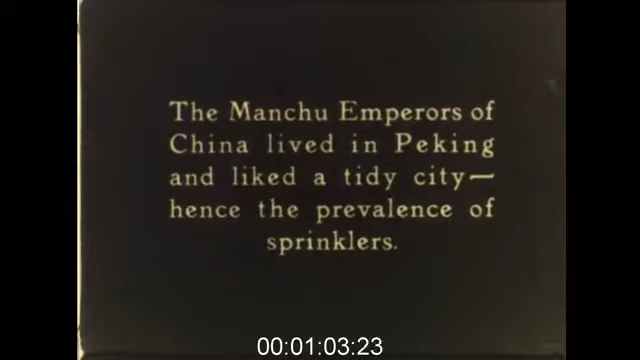 The Manchu Emperors of
China lived in Peking
and liked a tidy city—
hence the prevalence of
sprinklers.
00:01:03:23